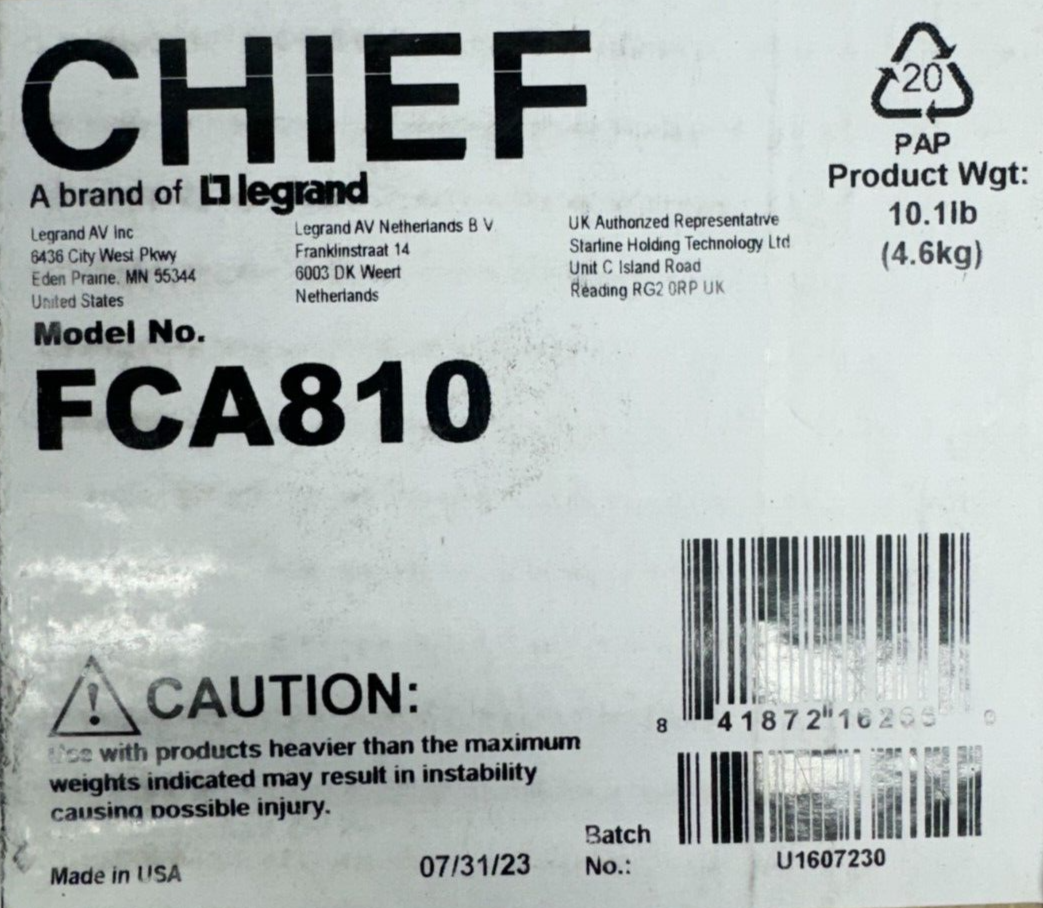 CHIEF
A brand of legrand
Legrand AV Inc
6436 City West Pkwy
Eden Prairie, MN 55344
United States
Legrand AV Netherlands B V
Franklinstraat 14
6003 DK Weert
Netherlands
UK Authorized Representative
Starline Holding Technology Ltd
Unit C Island Road
Reading RG2 0RP UK
20
PAP
Product Wgt:
10.1lb
(4.6kg)
Model No.
FCA810
CAUTION:
Use with products heavier than the maximum
weights indicated may result in instability
causing possible injury.
Made in USA
07/31/23
8 41872
Batch
No.:
U1607230